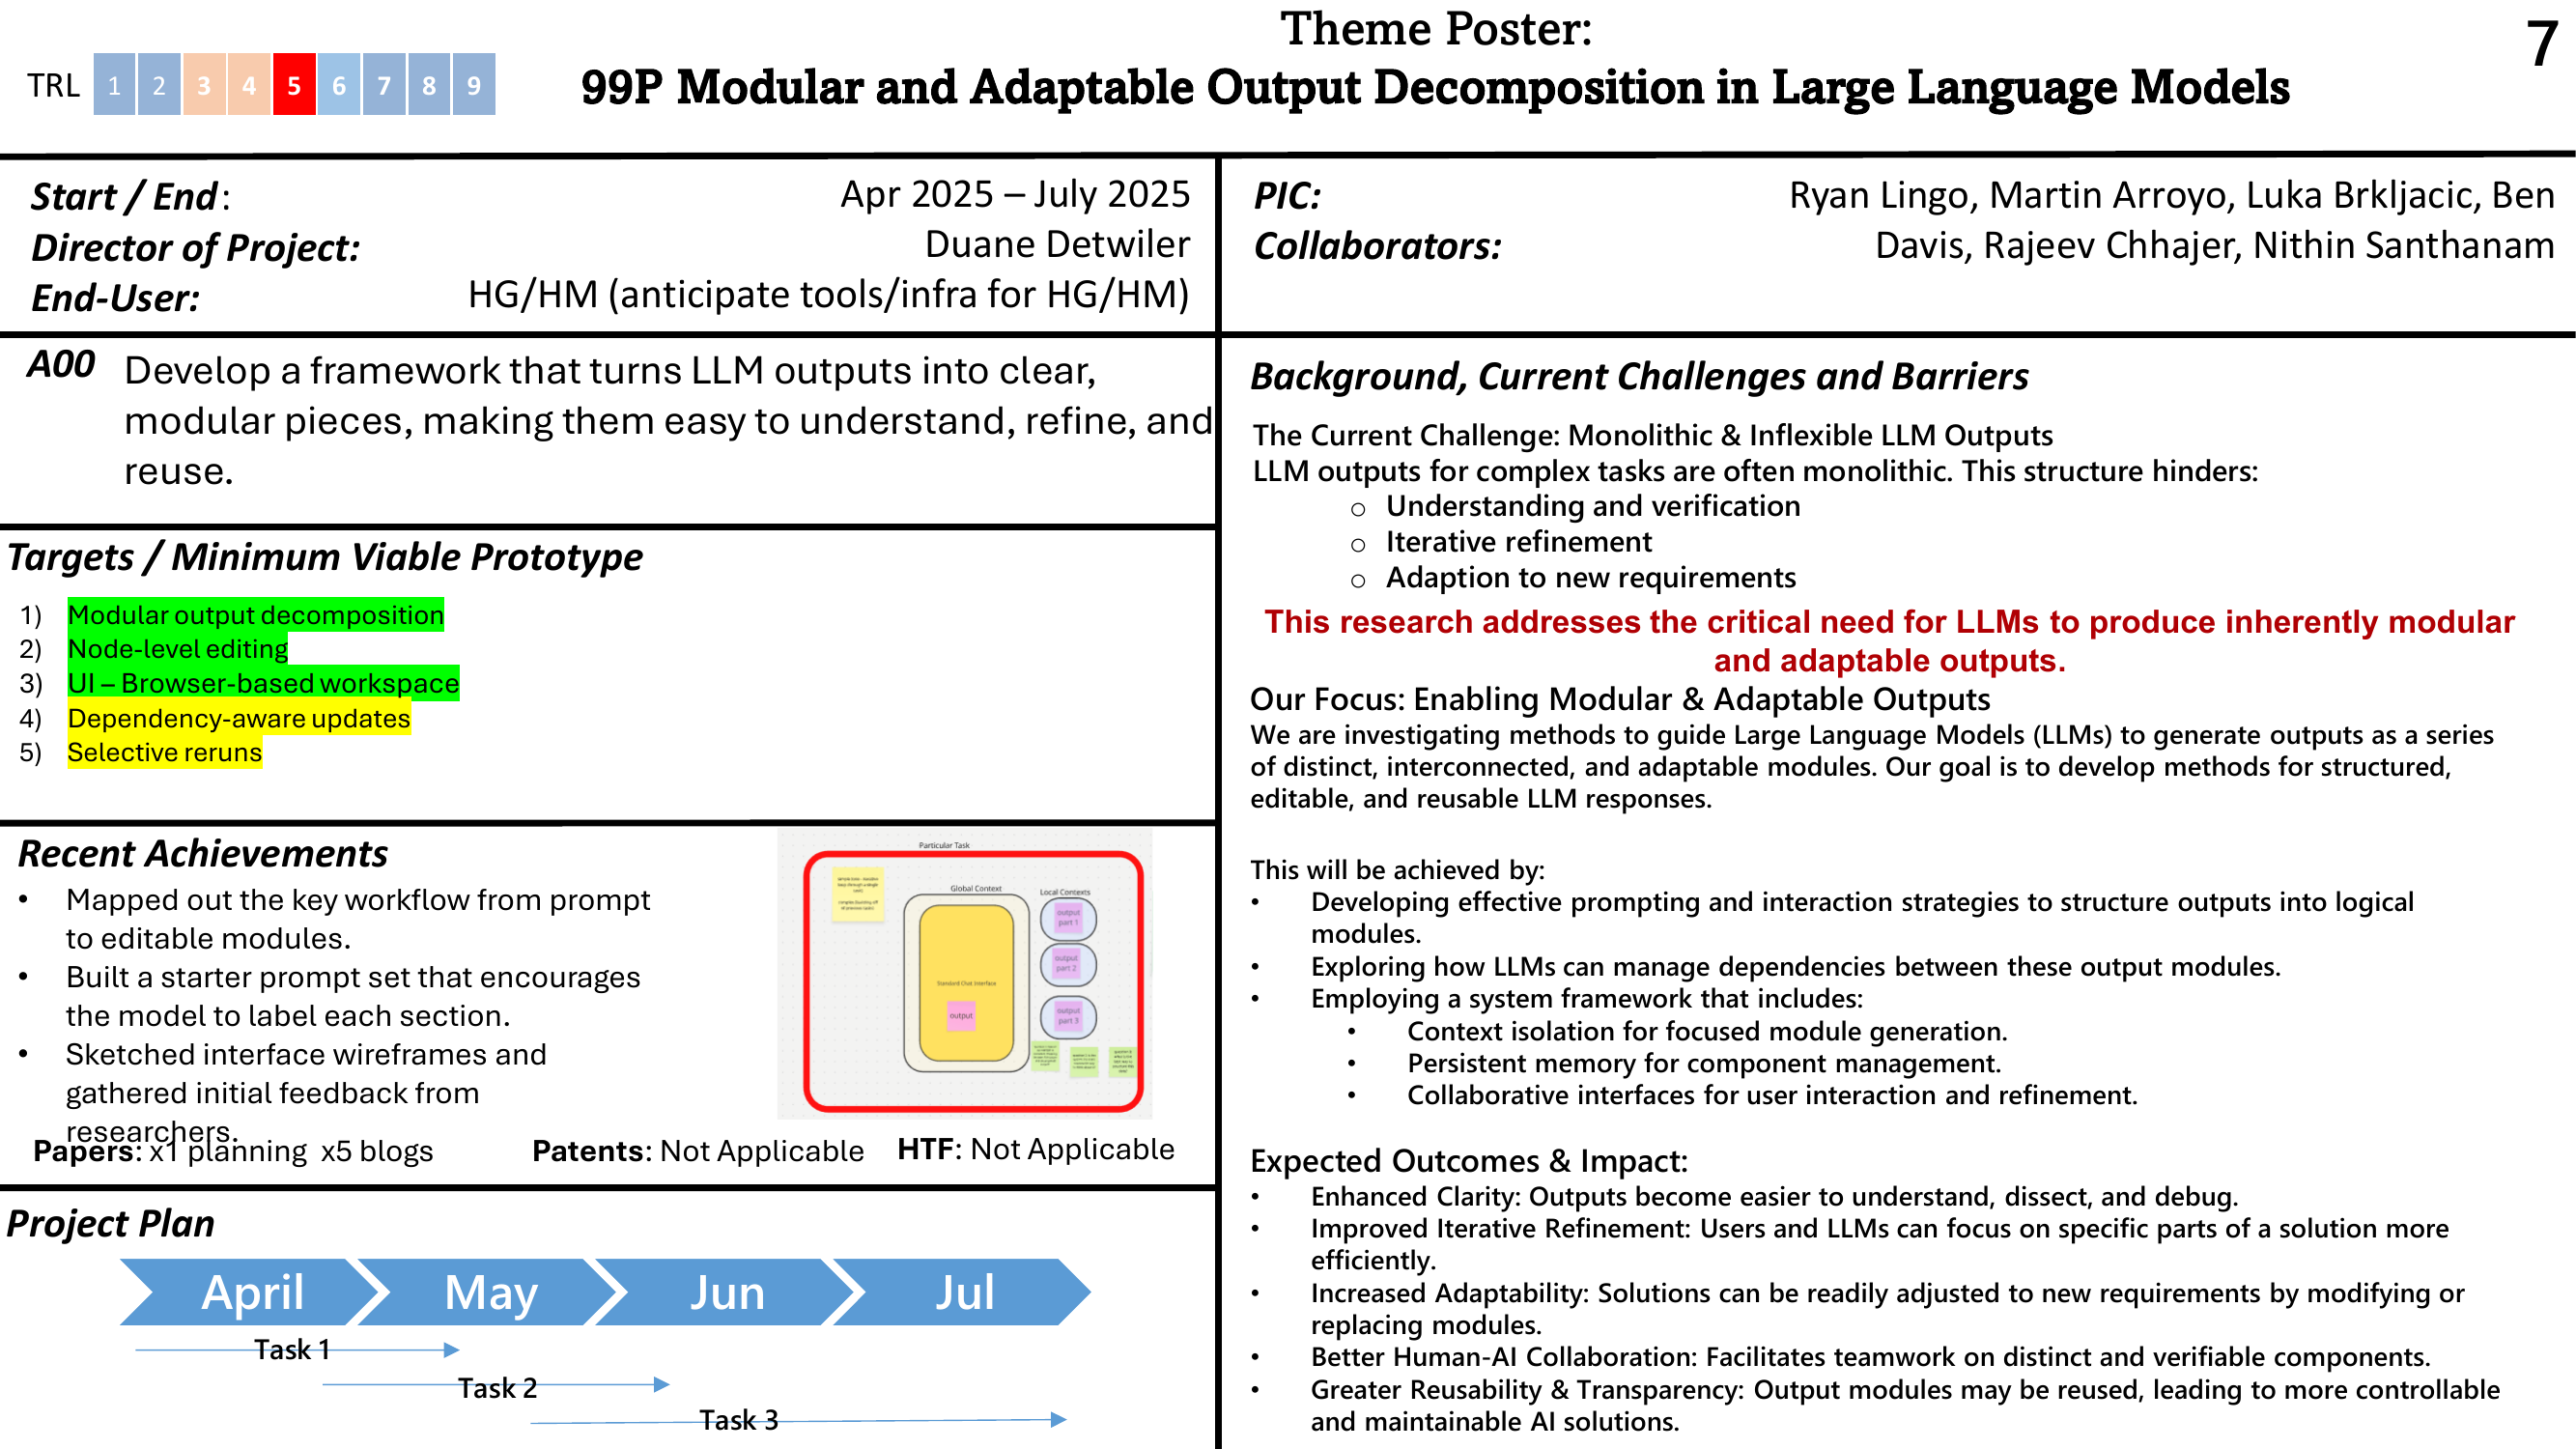 Theme Poster:
7
TRL 1 2 3 4 5 6 7 8 9
99P Modular and Adaptable Output Decomposition in Large Language Models
Start / End: Apr 2025 – July 2025
Director of Project: Duane Detwiler
End-User: HG/HM (anticipate tools/infra for HG/HM)
PIC: Ryan Lingo, Martin Arroyo, Luka Brkljacic, Ben
Collaborators: Davis, Rajeev Chhajer, Nithin Santhanam
A00 Develop a framework that turns LLM outputs into clear,
modular pieces, making them easy to understand, refine, and
reuse.
Targets / Minimum Viable Prototype
1) Modular output decomposition
2) Node-level editing
3) UI – Browser-based workspace
4) Dependency-aware updates
5) Selective reruns
Recent Achievements
• Mapped out the key workflow from prompt
to editable modules.
• Built a starter prompt set that encourages
the model to label each section.
• Sketched interface wireframes and
gathered initial feedback from
researchers.
Particular Task
Global Context
Local Contexts
output
part 1
output
part 2
Standard Chat Interface
output
output
part 3
Papers: x1 planning x5 blogs
Patents: Not Applicable
HTF: Not Applicable
Project Plan
April May Jun Jul
Task 1
Task 2
Task 3
Background, Current Challenges and Barriers
The Current Challenge: Monolithic & Inflexible LLM Outputs
LLM outputs for complex tasks are often monolithic. This structure hinders:
o Understanding and verification
o Iterative refinement
o Adaption to new requirements
This research addresses the critical need for LLMs to produce inherently modular
and adaptable outputs.
Our Focus: Enabling Modular & Adaptable Outputs
We are investigating methods to guide Large Language Models (LLMs) to generate outputs as a series
of distinct, interconnected, and adaptable modules. Our goal is to develop methods for structured,
editable, and reusable LLM responses.
This will be achieved by:
• Developing effective prompting and interaction strategies to structure outputs into logical
modules.
• Exploring how LLMs can manage dependencies between these output modules.
• Employing a system framework that includes:
• Context isolation for focused module generation.
• Persistent memory for component management.
• Collaborative interfaces for user interaction and refinement.
Expected Outcomes & Impact:
• Enhanced Clarity: Outputs become easier to understand, dissect, and debug.
• Improved Iterative Refinement: Users and LLMs can focus on specific parts of a solution more
efficiently.
• Increased Adaptability: Solutions can be readily adjusted to new requirements by modifying or
replacing modules.
• Better Human-AI Collaboration: Facilitates teamwork on distinct and verifiable components.
• Greater Reusability & Transparency: Output modules may be reused, leading to more controllable
and maintainable AI solutions.